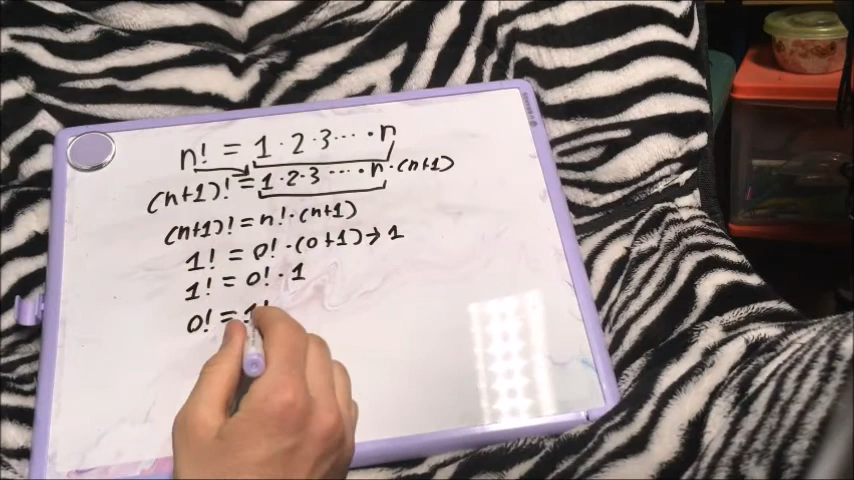 n! = 1 · 2 · 3 ··· · n
(n+1)! = 1 · 2 · 3 ··· · n · (n+1)
(n+1)! = n! · (n+1)
1! = 0! · (0+1) → 1
1! = 0! · 1
0! = 1!